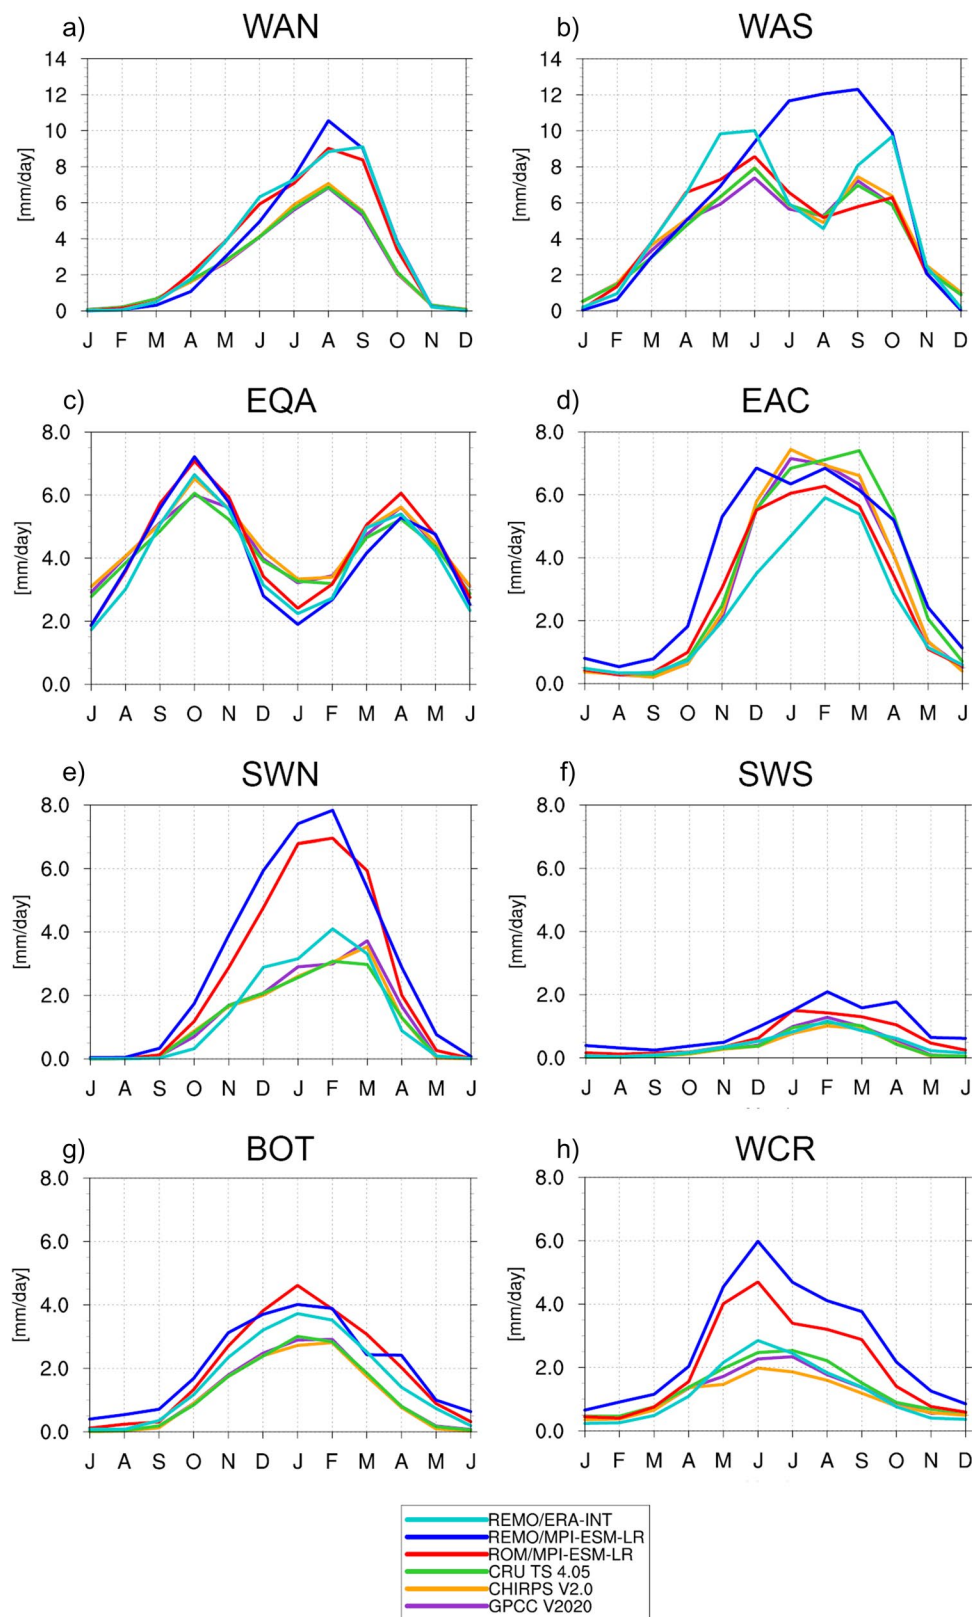 a) WAN
14
12
10
8
6
4
2
0
[mm/day]
J F M A M J J A S O N D
b) WAS
14
12
10
8
6
4
2
0
[mm/day]
J F M A M J J A S O N D
c) EQA
8.0
6.0
4.0
2.0
0.0
[mm/day]
J A S O N D J F M A M J
d) EAC
8.0
6.0
4.0
2.0
0.0
[mm/day]
J A S O N D J F M A M J
e) SWN
8.0
6.0
4.0
2.0
0.0
[mm/day]
J A S O N D J F M A M J
f) SWS
8.0
6.0
4.0
2.0
0.0
[mm/day]
J A S O N D J F M A M J
g) BOT
8.0
6.0
4.0
2.0
0.0
[mm/day]
J A S O N D J F M A M J
h) WCR
8.0
6.0
4.0
2.0
0.0
[mm/day]
J F M A M J J A S O N D
REMO/ERA-INT
REMO/MPI-ESM-LR
ROM/MPI-ESM-LR
CRU TS 4.05
CHIRPS V2.0
GPCC V2020